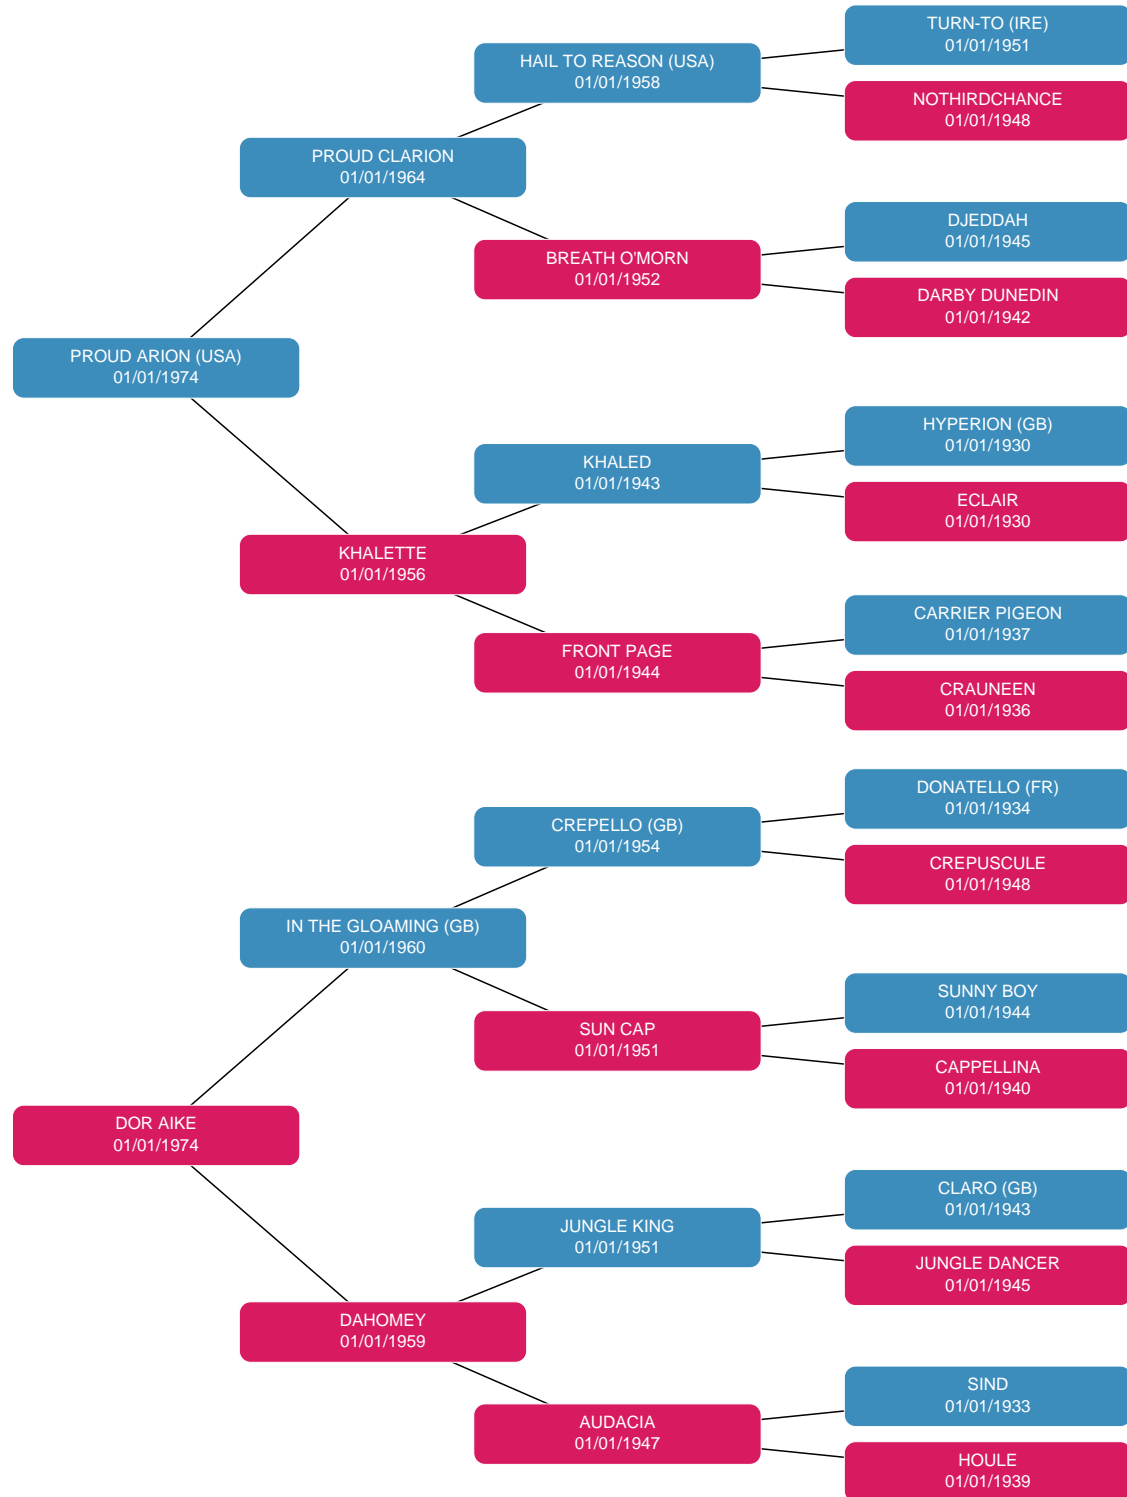 TURN-TO (IRE)
01/01/1951
HAIL TO REASON (USA)
01/01/1958
NOTHIRDCHANCE
01/01/1948
PROUD CLARION
01/01/1964
DJEDDAH
01/01/1945
BREATH O'MORN
01/01/1952
DARBY DUNEDIN
01/01/1942
PROUD ARION (USA)
01/01/1974
HYPERION (GB)
01/01/1930
KHALED
01/01/1943
ECLAIR
01/01/1930
KHALETTE
01/01/1956
CARRIER PIGEON
01/01/1937
FRONT PAGE
01/01/1944
CRAUNEEN
01/01/1936
DONATELLO (FR)
01/01/1934
CREPELLO (GB)
01/01/1954
CREPUSCULE
01/01/1948
IN THE GLOAMING (GB)
01/01/1960
SUNNY BOY
01/01/1944
SUN CAP
01/01/1951
CAPPELLINA
01/01/1940
DOR AIKE
01/01/1974
CLARO (GB)
01/01/1943
JUNGLE KING
01/01/1951
JUNGLE DANCER
01/01/1945
DAHOMEY
01/01/1959
SIND
01/01/1933
AUDACIA
01/01/1947
HOULE
01/01/1939